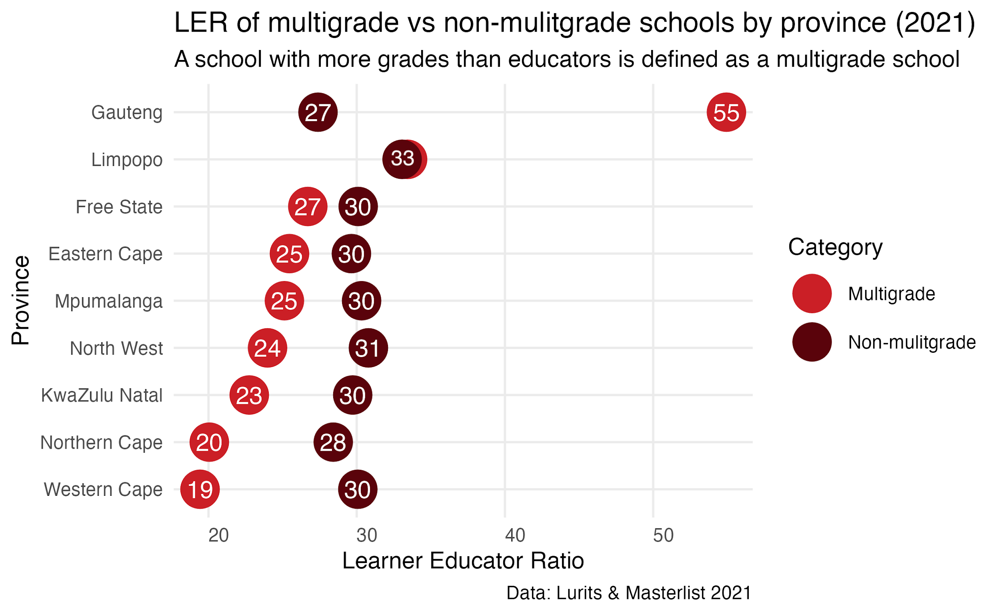 LER of multigrade vs non-mulitgrade schools by province (2021)
A school with more grades than educators is defined as a multigrade school
Province
Gauteng 27 55
Limpopo 33
Free State 27 30
Eastern Cape 25 30
Mpumalanga 25 30
North West 24 31
KwaZulu Natal 23 30
Northern Cape 20 28
Western Cape 19 30
20 30 40 50
Learner Educator Ratio
Category
Multigrade
Non-mulitgrade
Data: Lurits & Masterlist 2021